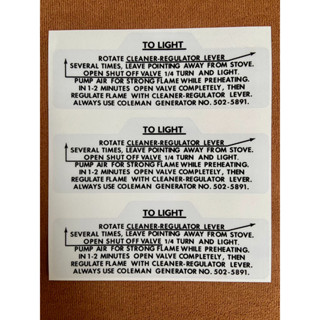 TO LIGHT
ROTATE CLEANER-REGULATOR LEVER
SEVERAL TIMES, LEAVE POINTING AWAY FROM STOVE.
OPEN SHUT OFF VALVE 1/4 TURN AND LIGHT.
PUMP AIR FOR STRONG FLAME WHILE PREHEATING.
IN 1-2 MINUTES OPEN VALVE COMPLETELY, THEN
REGULATE FLAME WITH CLEANER-REGULATOR LEVER.
ALWAYS USE COLEMAN GENERATOR NO. 502-5891.
TO LIGHT
ROTATE CLEANER-REGULATOR LEVER
SEVERAL TIMES, LEAVE POINTING AWAY FROM STOVE.
OPEN SHUT OFF VALVE 1/4 TURN AND LIGHT.
PUMP AIR FOR STRONG FLAME WHILE PREHEATING.
IN 1-2 MINUTES OPEN VALVE COMPLETELY, THEN
REGULATE FLAME WITH CLEANER-REGULATOR LEVER.
ALWAYS USE COLEMAN GENERATOR NO. 502-5891.
TO LIGHT
ROTATE CLEANER-REGULATOR LEVER
SEVERAL TIMES, LEAVE POINTING AWAY FROM STOVE.
OPEN SHUT OFF VALVE 1/4 TURN AND LIGHT.
PUMP AIR FOR STRONG FLAME WHILE PREHEATING.
IN 1-2 MINUTES OPEN VALVE COMPLETELY, THEN
REGULATE FLAME WITH CLEANER-REGULATOR LEVER.
ALWAYS USE COLEMAN GENERATOR NO. 502-5891.